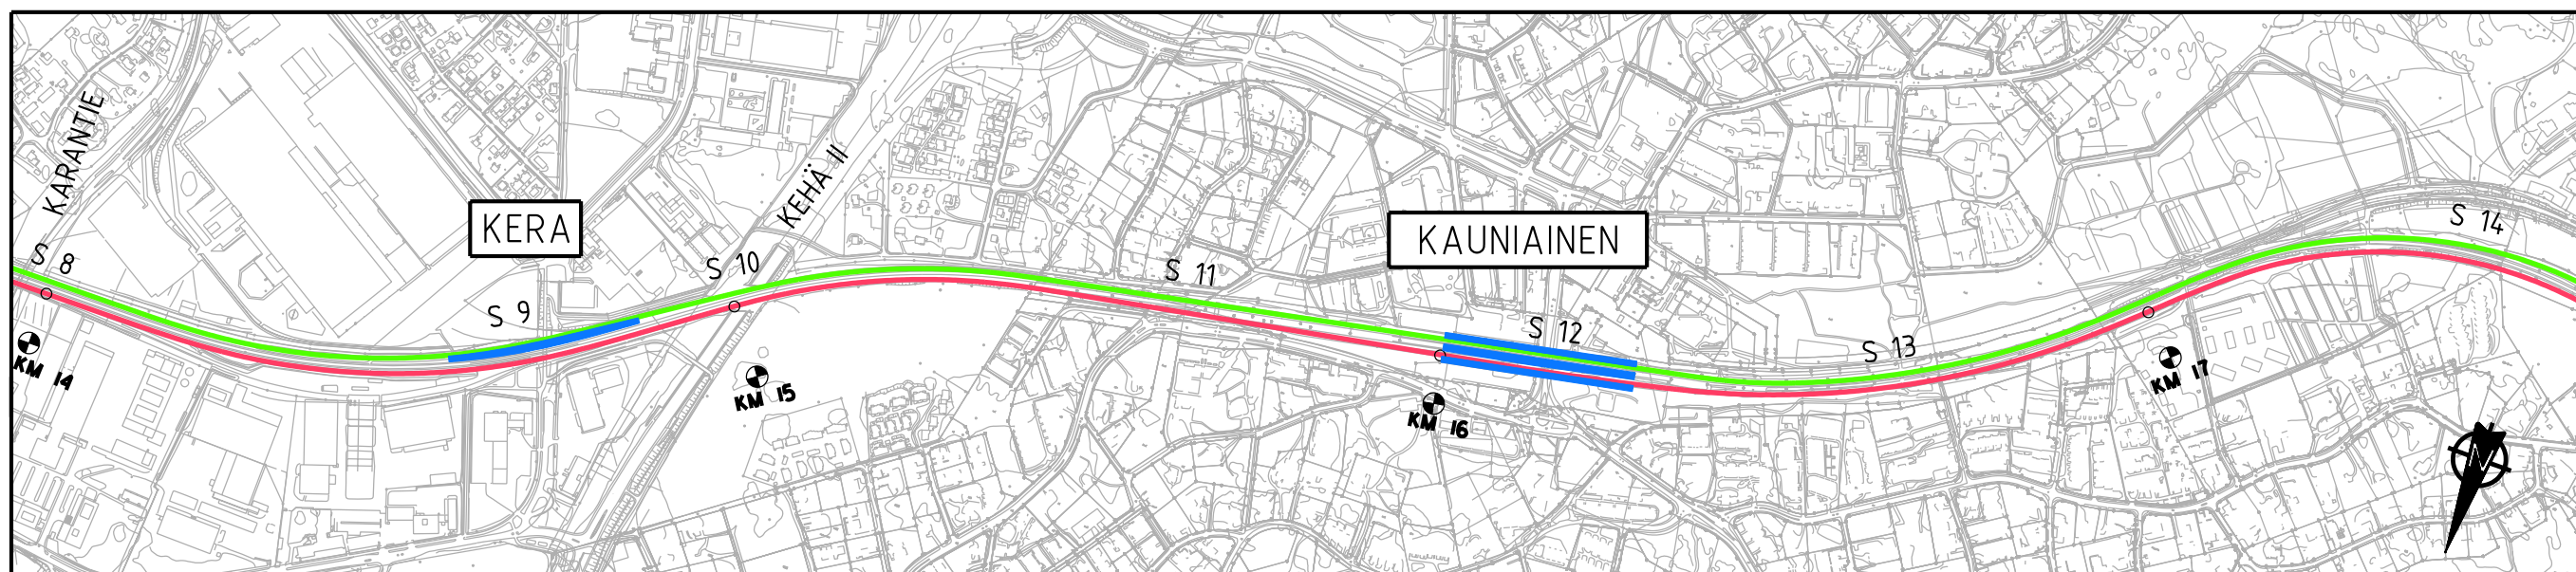 KARANTIE
S 8
KM 14
KERA
S 9
S 10
KEHÄ II
KM 15
S 11
KAUNIAINEN
S 12
KM 16
S 13
KM 17
S 14
N